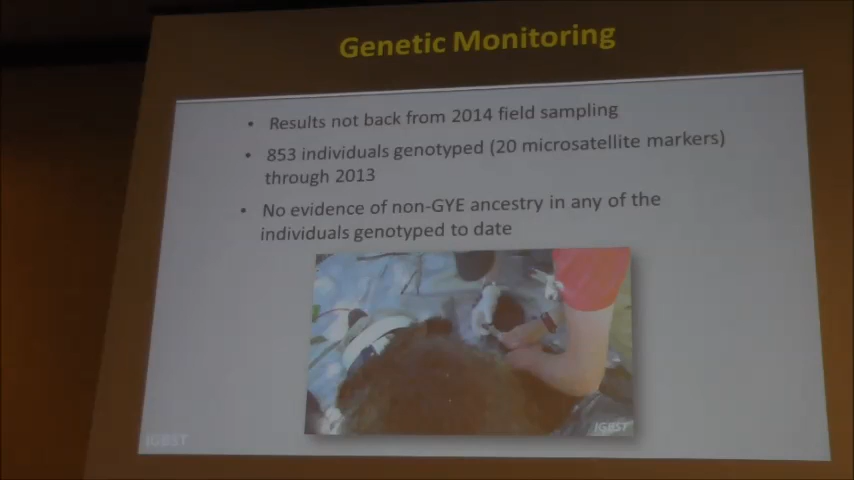 Genetic Monitoring
• Results not back from 2014 field sampling
• 853 individuals genotyped (20 microsatellite markers)
through 2013
• No evidence of non-GYE ancestry in any of the
individuals genotyped to date
IGBST
IGBST